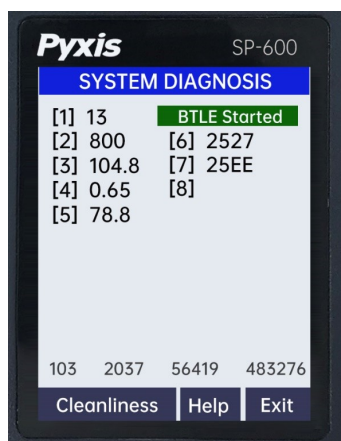 Pyxis SP-600
SYSTEM DIAGNOSIS
[1] 13 BTLE Started
[2] 800 [6] 2527
[3] 104.8 [7] 25EE
[4] 0.65 [8]
[5] 78.8
103 2037 56419 483276
Cleanliness Help Exit